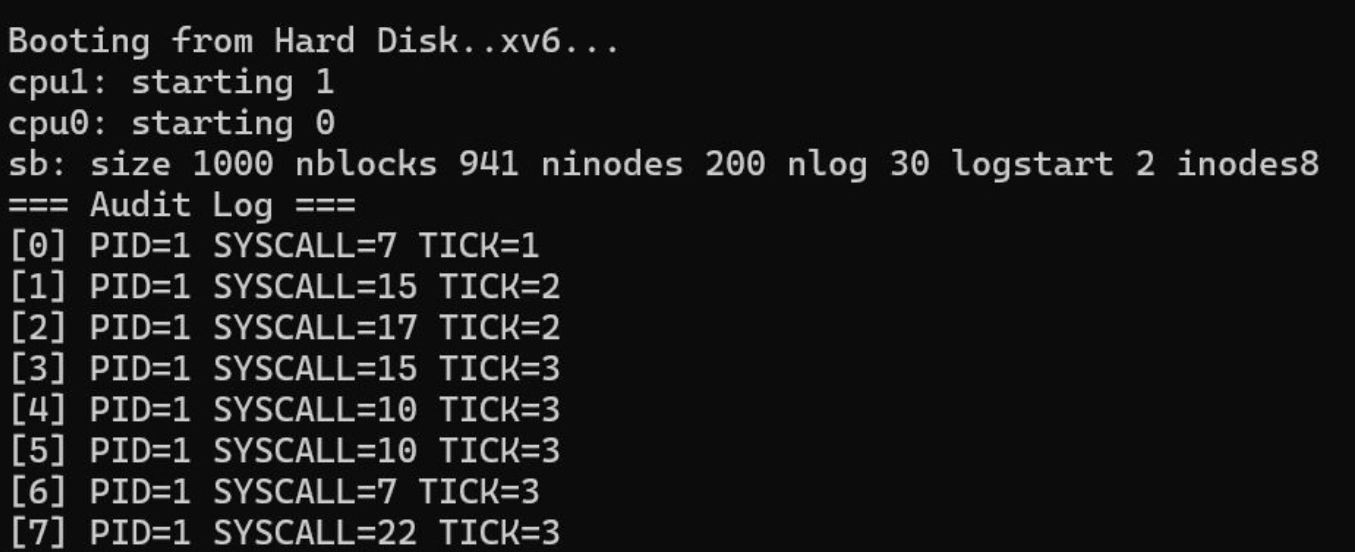 Booting from Hard Disk..xv6...
cpu1: starting 1
cpu0: starting 0
sb: size 1000 nblocks 941 ninodes 200 nlog 30 logstart 2 inodes8
=== Audit Log ===
[0] PID=1 SYSCALL=7 TICK=1
[1] PID=1 SYSCALL=15 TICK=2
[2] PID=1 SYSCALL=17 TICK=2
[3] PID=1 SYSCALL=15 TICK=3
[4] PID=1 SYSCALL=10 TICK=3
[5] PID=1 SYSCALL=10 TICK=3
[6] PID=1 SYSCALL=7 TICK=3
[7] PID=1 SYSCALL=22 TICK=3